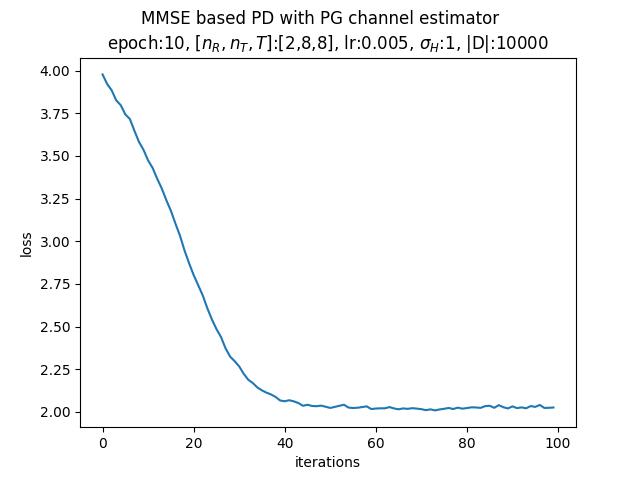 MMSE based PD with PG channel estimator
epoch:10, [n_R, n_T, T]:[2,8,8], lr:0.005, σ_H:1, |D|:10000
4.00
3.75
3.50
3.25
3.00
2.75
2.50
2.25
2.00
loss
0 20 40 60 80 100
iterations